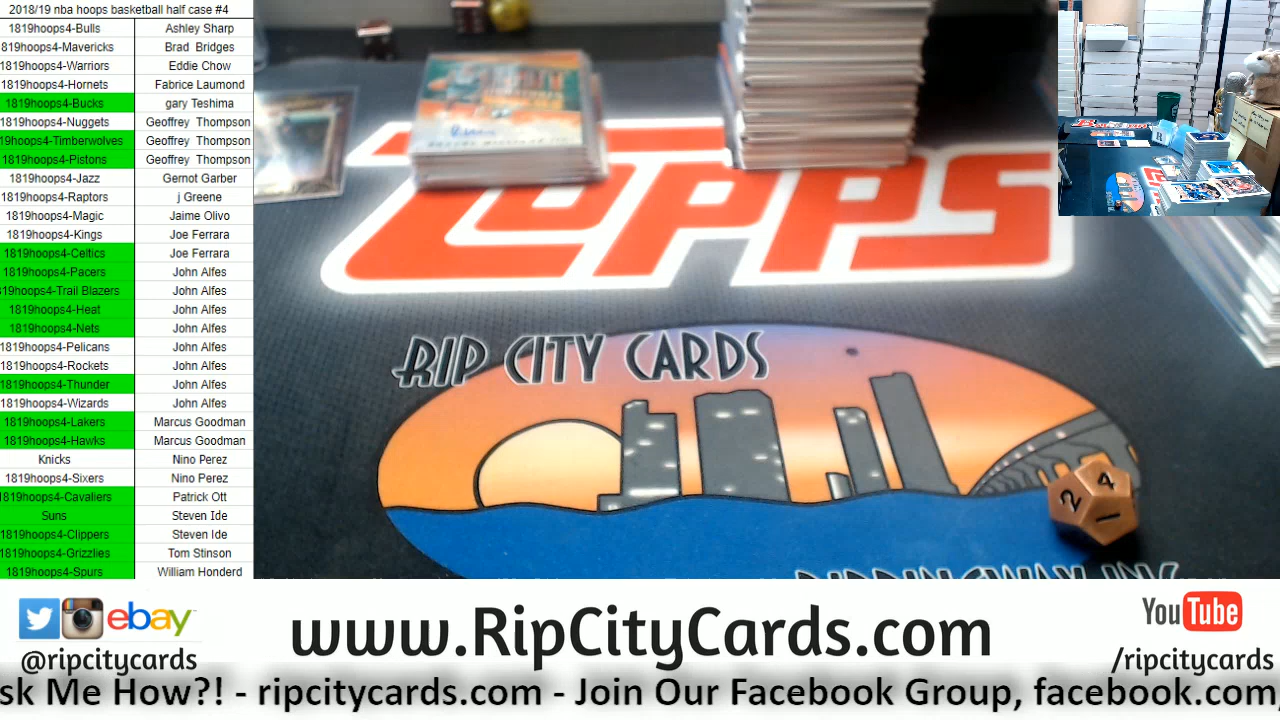 2018/19 nba hoops basketball half case #4
1819hoops4-Bulls Ashley Sharp
819hoops4-Mavericks Brad Bridges
1819hoops4-Warriors Eddie Chow
1819hoops4-Hornets Fabrice Laumond
1819hoops4-Bucks gary Teshima
1819hoops4-Nuggets Geoffrey Thompson
19hoops4-Timberwolves Geoffrey Thompson
1819hoops4-Pistons Geoffrey Thompson
1819hoops4-Jazz Gernot Garber
1819hoops4-Raptors j Greene
1819hoops4-Magic Jaime Olivo
1819hoops4-Kings Joe Ferrara
1819hoops4-Celtics Joe Ferrara
1819hoops4-Pacers John Alfes
19hoops4-Trail Blazers John Alfes
1819hoops4-Heat John Alfes
1819hoops4-Nets John Alfes
1819hoops4-Pelicans John Alfes
1819hoops4-Rockets John Alfes
1819hoops4-Thunder John Alfes
1819hoops4-Wizards John Alfes
1819hoops4-Lakers Marcus Goodman
1819hoops4-Hawks Marcus Goodman
Knicks Nino Perez
1819hoops4-Sixers Nino Perez
1819hoops4-Cavaliers Patrick Ott
Suns Steven Ide
1819hoops4-Clippers Steven Ide
1819hoops4-Grizzlies Tom Stinson
1819hoops4-Spurs William Honderd
TOPPS
RIP CITY CARDS
2 4 1
ebay
@ripcitycards
www.RipCityCards.com
YouTube
/ripcitycards
sk Me How?! - ripcitycards.com - Join Our Facebook Group, facebook.com/